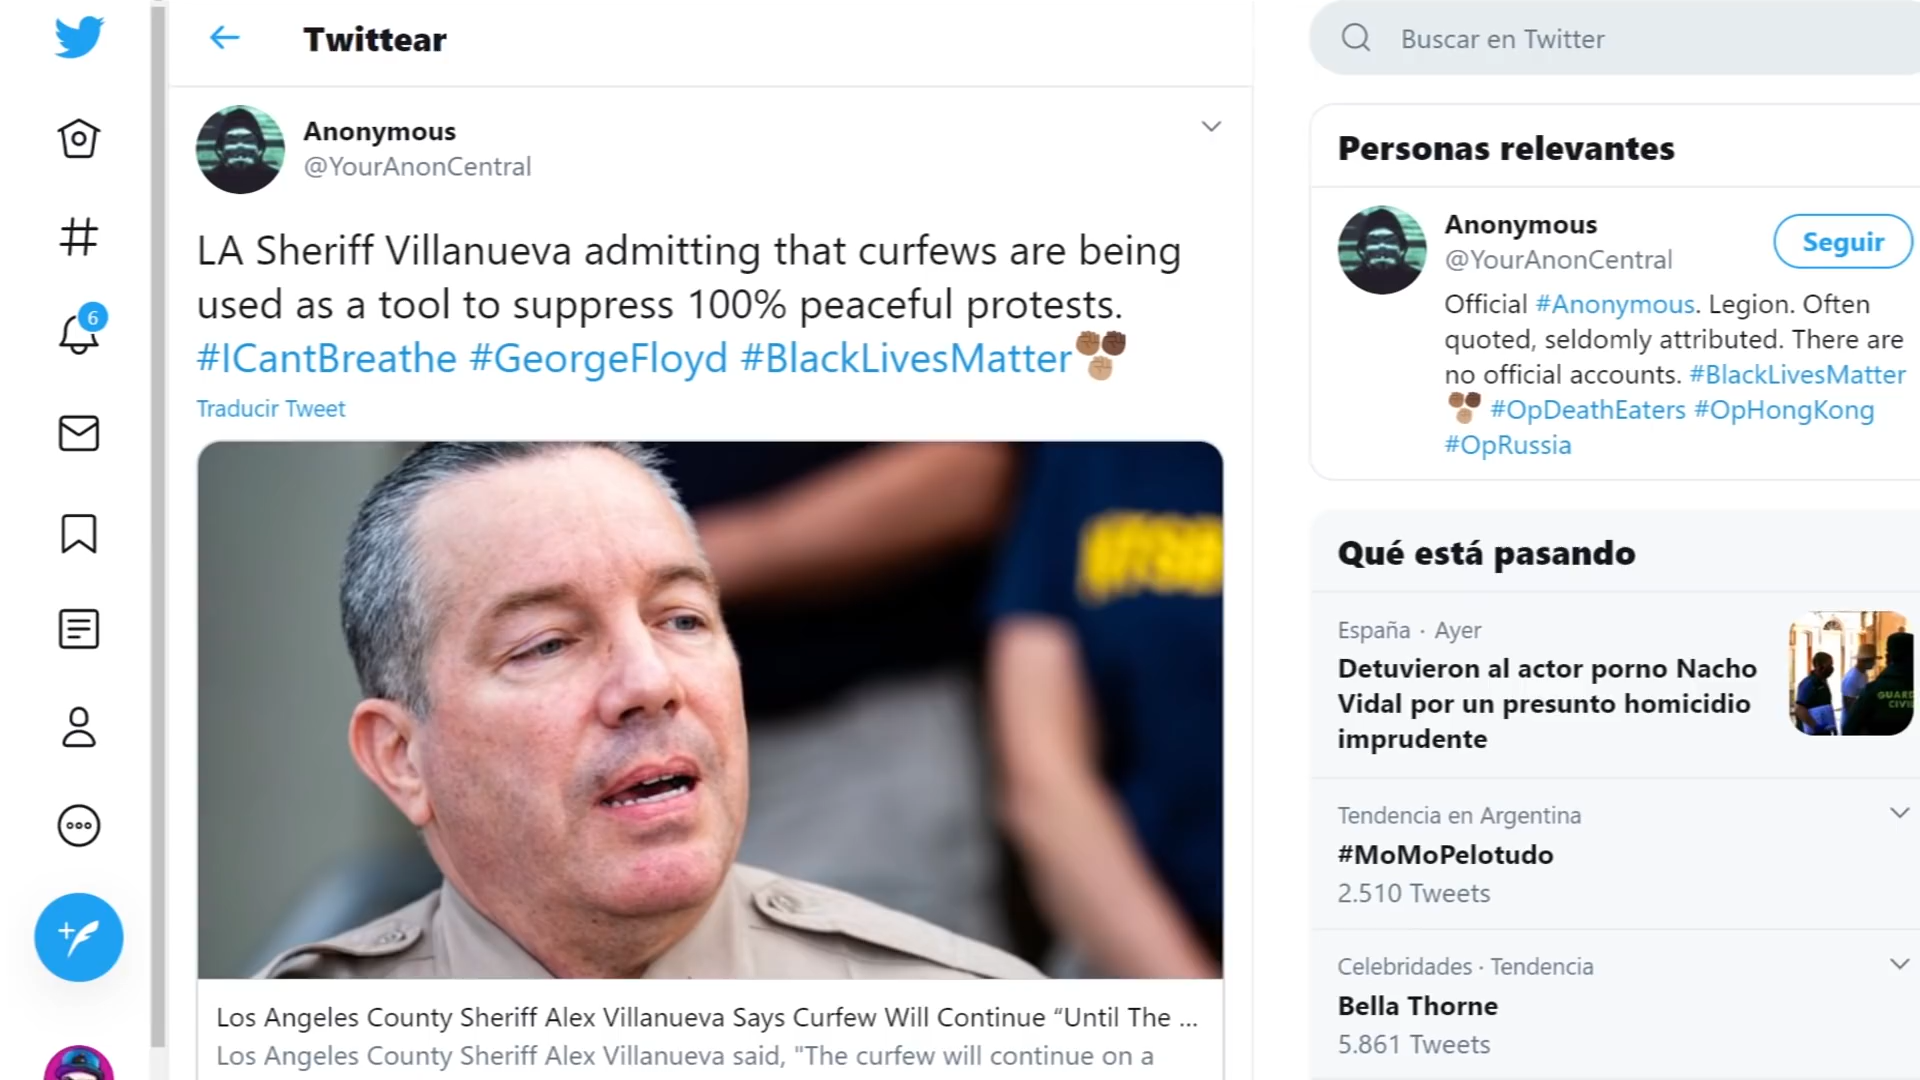 Twittear
Anonymous
@YourAnonCentral
LA Sheriff Villanueva admitting that curfews are being
used as a tool to suppress 100% peaceful protests.
#ICantBreathe #GeorgeFloyd #BlackLivesMatter
Traducir Tweet
Los Angeles County Sheriff Alex Villanueva Says Curfew Will Continue “Until The ...
Los Angeles County Sheriff Alex Villanueva said, "The curfew will continue on a
6
Buscar en Twitter
Personas relevantes
Anonymous
@YourAnonCentral
Seguir
Official #Anonymous. Legion. Often
quoted, seldomly attributed. There are
no official accounts. #BlackLivesMatter
#OpDeathEaters #OpHongKong
#OpRussia
Qué está pasando
España · Ayer
Detuvieron al actor porno Nacho
Vidal por un presunto homicidio
imprudente
Tendencia en Argentina
#MoMoPelotudo
2.510 Tweets
Celebridades · Tendencia
Bella Thorne
5.861 Tweets